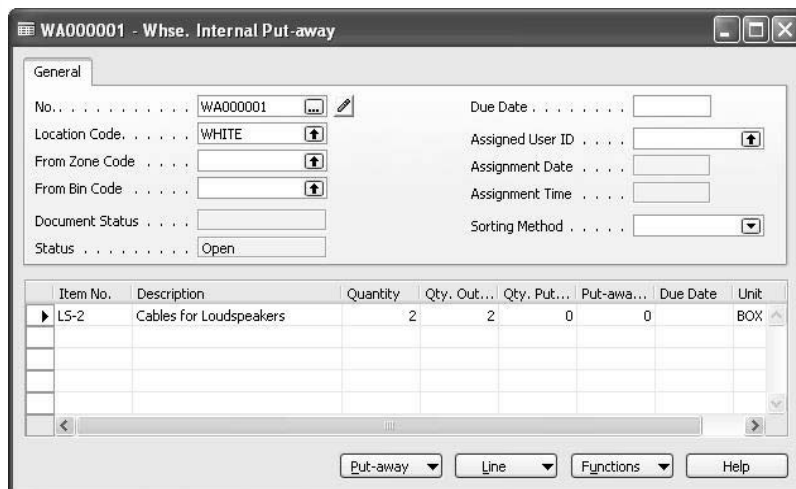 WA000001 - Whse. Internal Put-away
General
No. . . . . . . . . . . . WA000001
Location Code. . . . . . WHITE
From Zone Code . . . .
From Bin Code . . . . .
Document Status . . . .
Status . . . . . . . . . Open
Due Date . . . . . . . .
Assigned User ID . . . .
Assignment Date . . . .
Assignment Time . . . .
Sorting Method . . . . .
Item No. Description Quantity Qty. Out... Qty. Put... Put-awa... Due Date Unit
LS-2 Cables for Loudspeakers 2 2 0 0 BOX
Put-away Line Functions Help